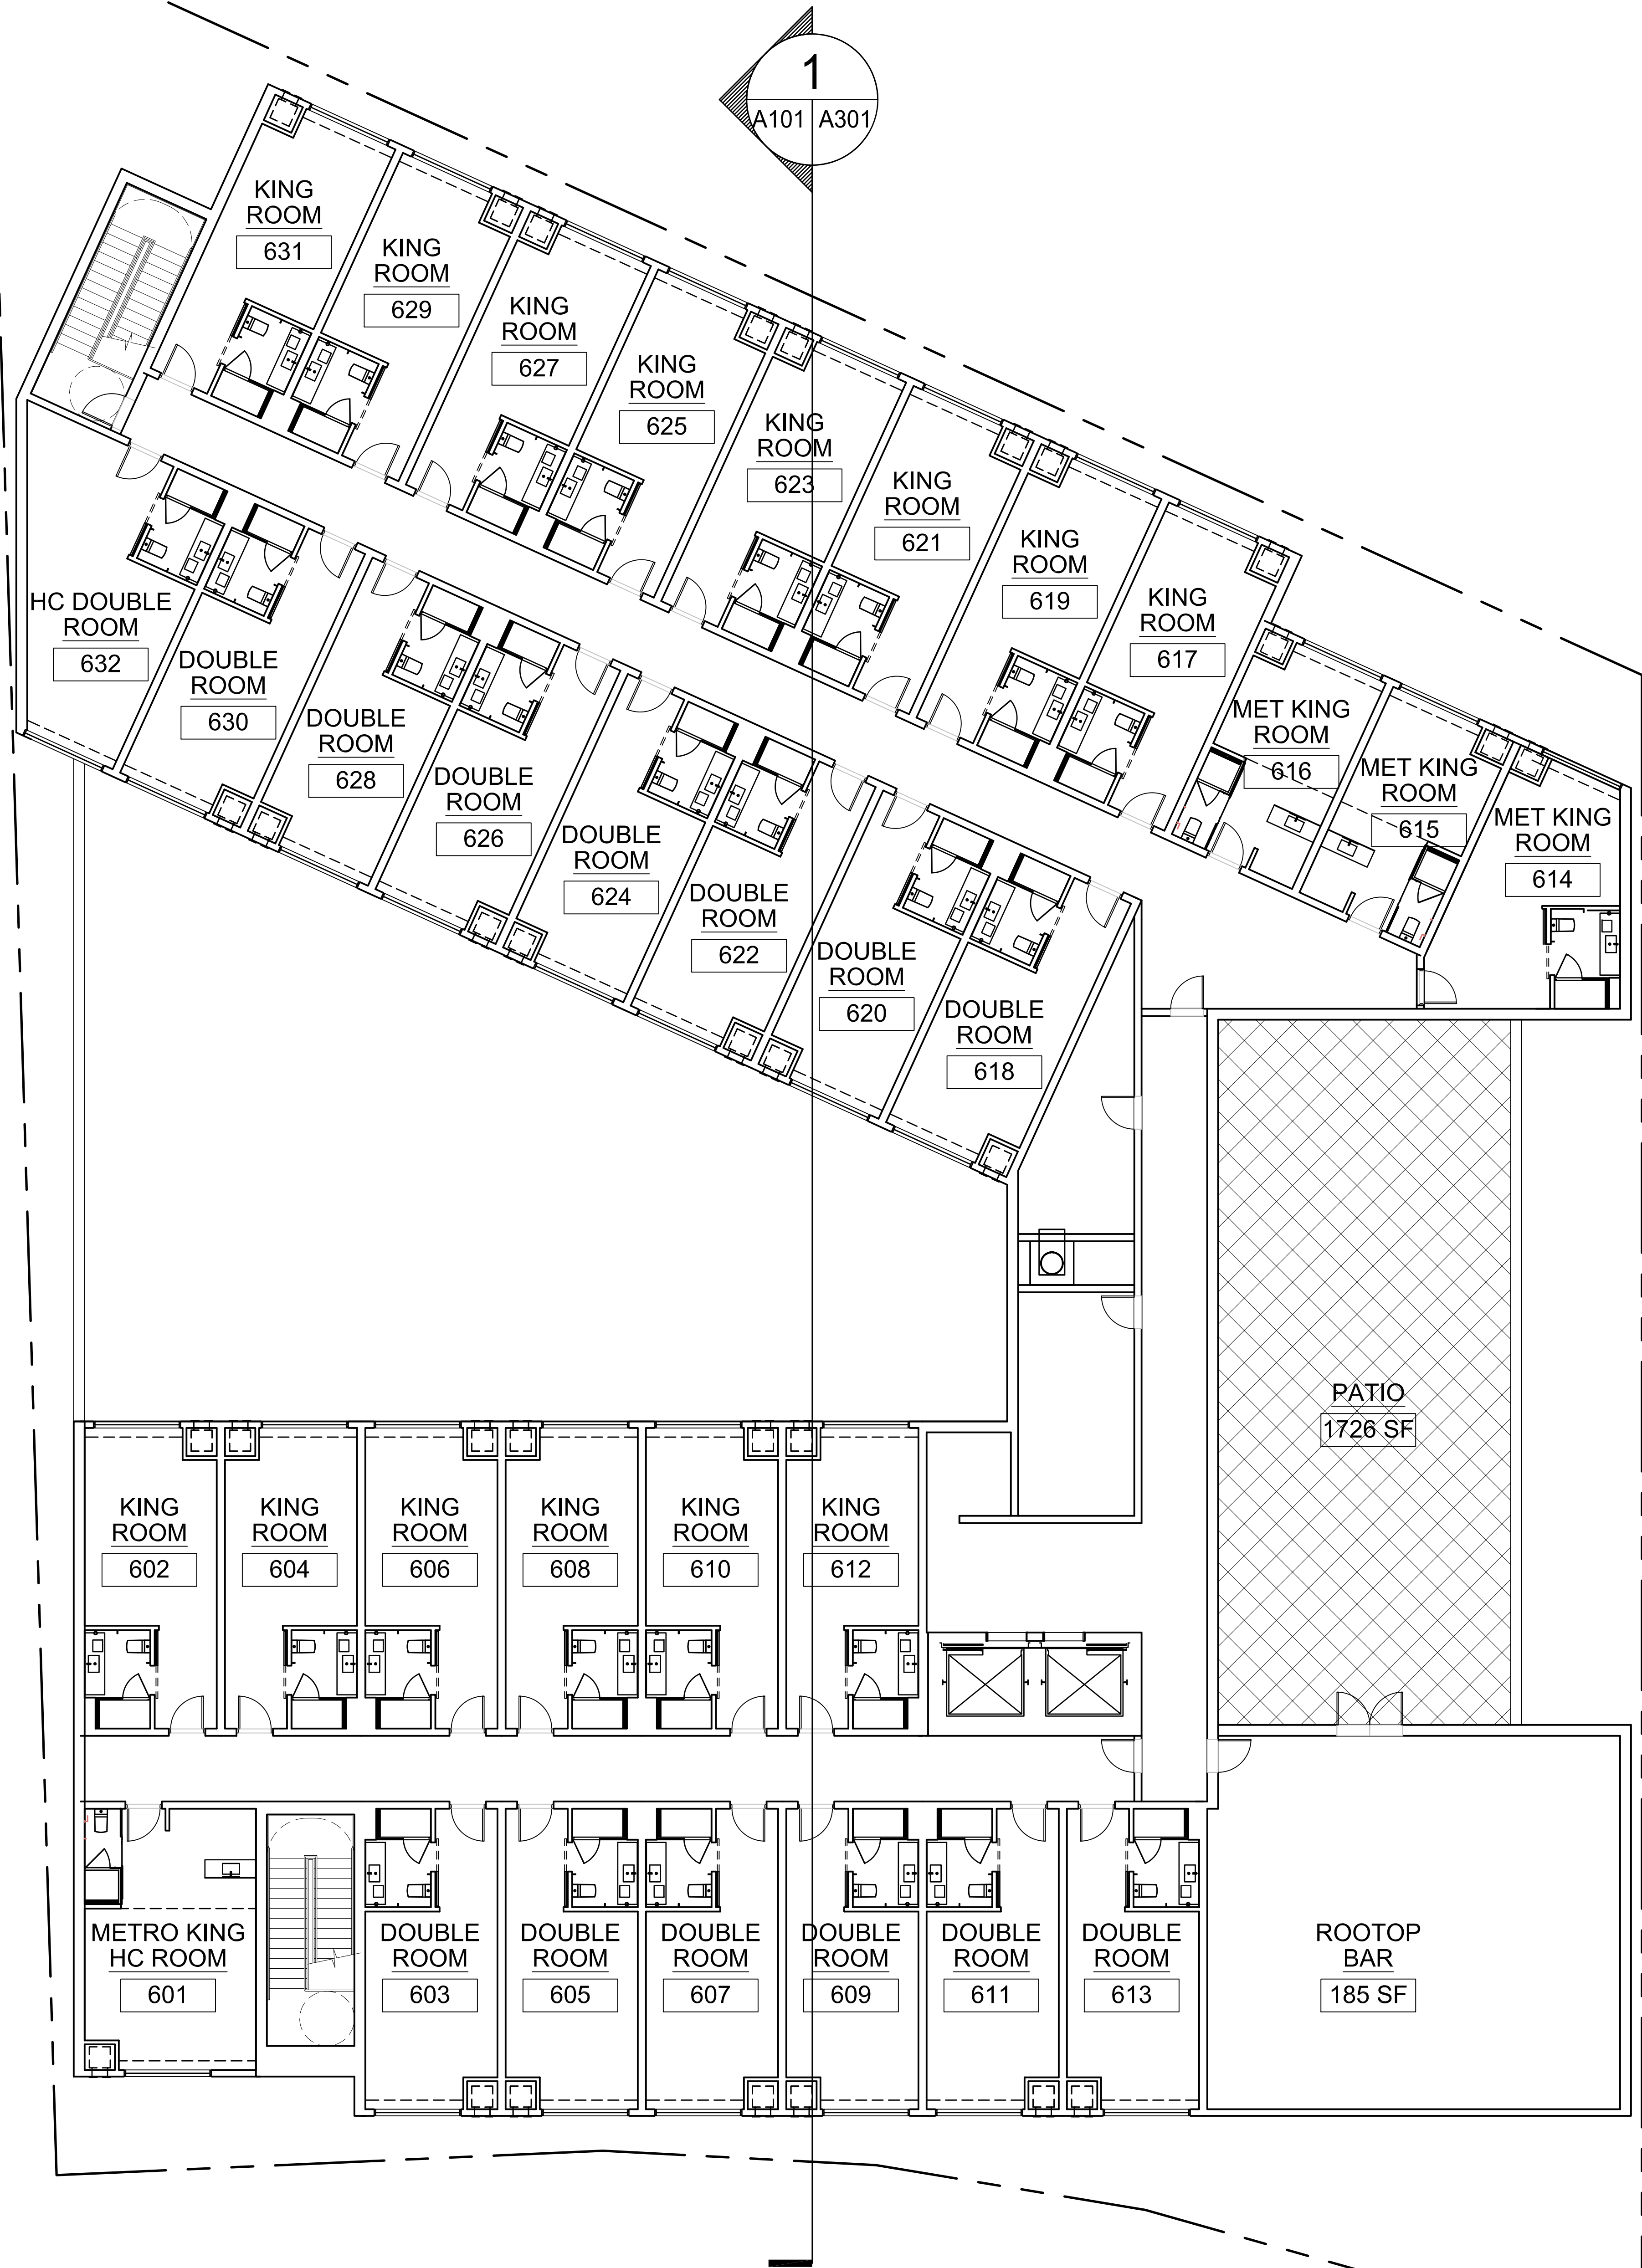 1
A101 A301
KING
ROOM
631
KING
ROOM
629
KING
ROOM
627
KING
ROOM
625
KING
ROOM
623
KING
ROOM
621
KING
ROOM
619
KING
ROOM
617
MET KING
ROOM
616
MET KING
ROOM
615
MET KING
ROOM
614
HC DOUBLE
ROOM
632
DOUBLE
ROOM
630
DOUBLE
ROOM
628
DOUBLE
ROOM
626
DOUBLE
ROOM
624
DOUBLE
ROOM
622
DOUBLE
ROOM
620
DOUBLE
ROOM
618
PATIO
1726 SF
KING
ROOM
602
KING
ROOM
604
KING
ROOM
606
KING
ROOM
608
KING
ROOM
610
KING
ROOM
612
METRO KING
HC ROOM
601
DOUBLE
ROOM
603
DOUBLE
ROOM
605
DOUBLE
ROOM
607
DOUBLE
ROOM
609
DOUBLE
ROOM
611
DOUBLE
ROOM
613
ROOTOP
BAR
185 SF